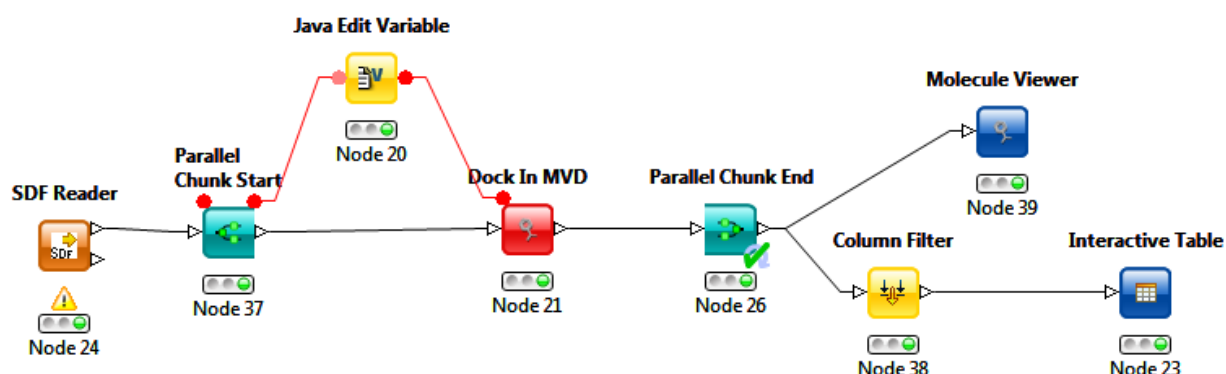 Java Edit Variable
V
Node 20
Molecule Viewer
Node 39
Parallel
Chunk Start
Node 37
SDF Reader
SDF
Node 24
Dock In MVD
Node 21
Parallel Chunk End
Node 26
Column Filter
Node 38
Interactive Table
Node 23